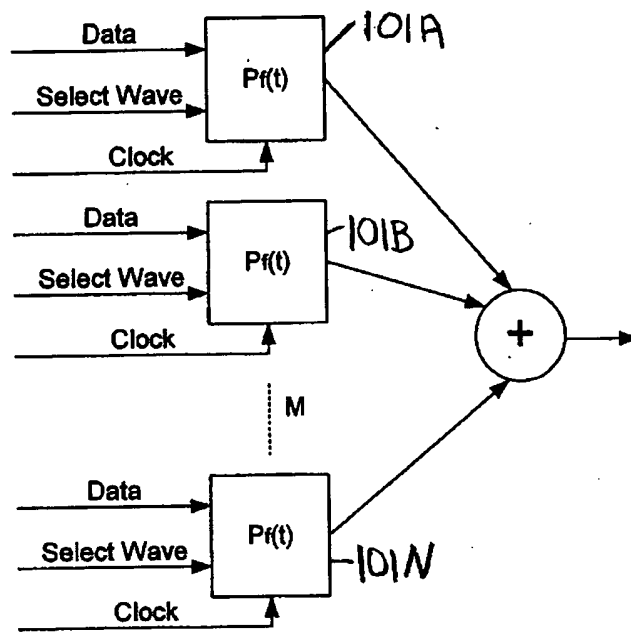 Data
101A
Pf(t)
Select Wave
Clock
Data
101B
Pf(t)
Select Wave
Clock
+
M
Data
Pf(t)
Select Wave
101N
Clock